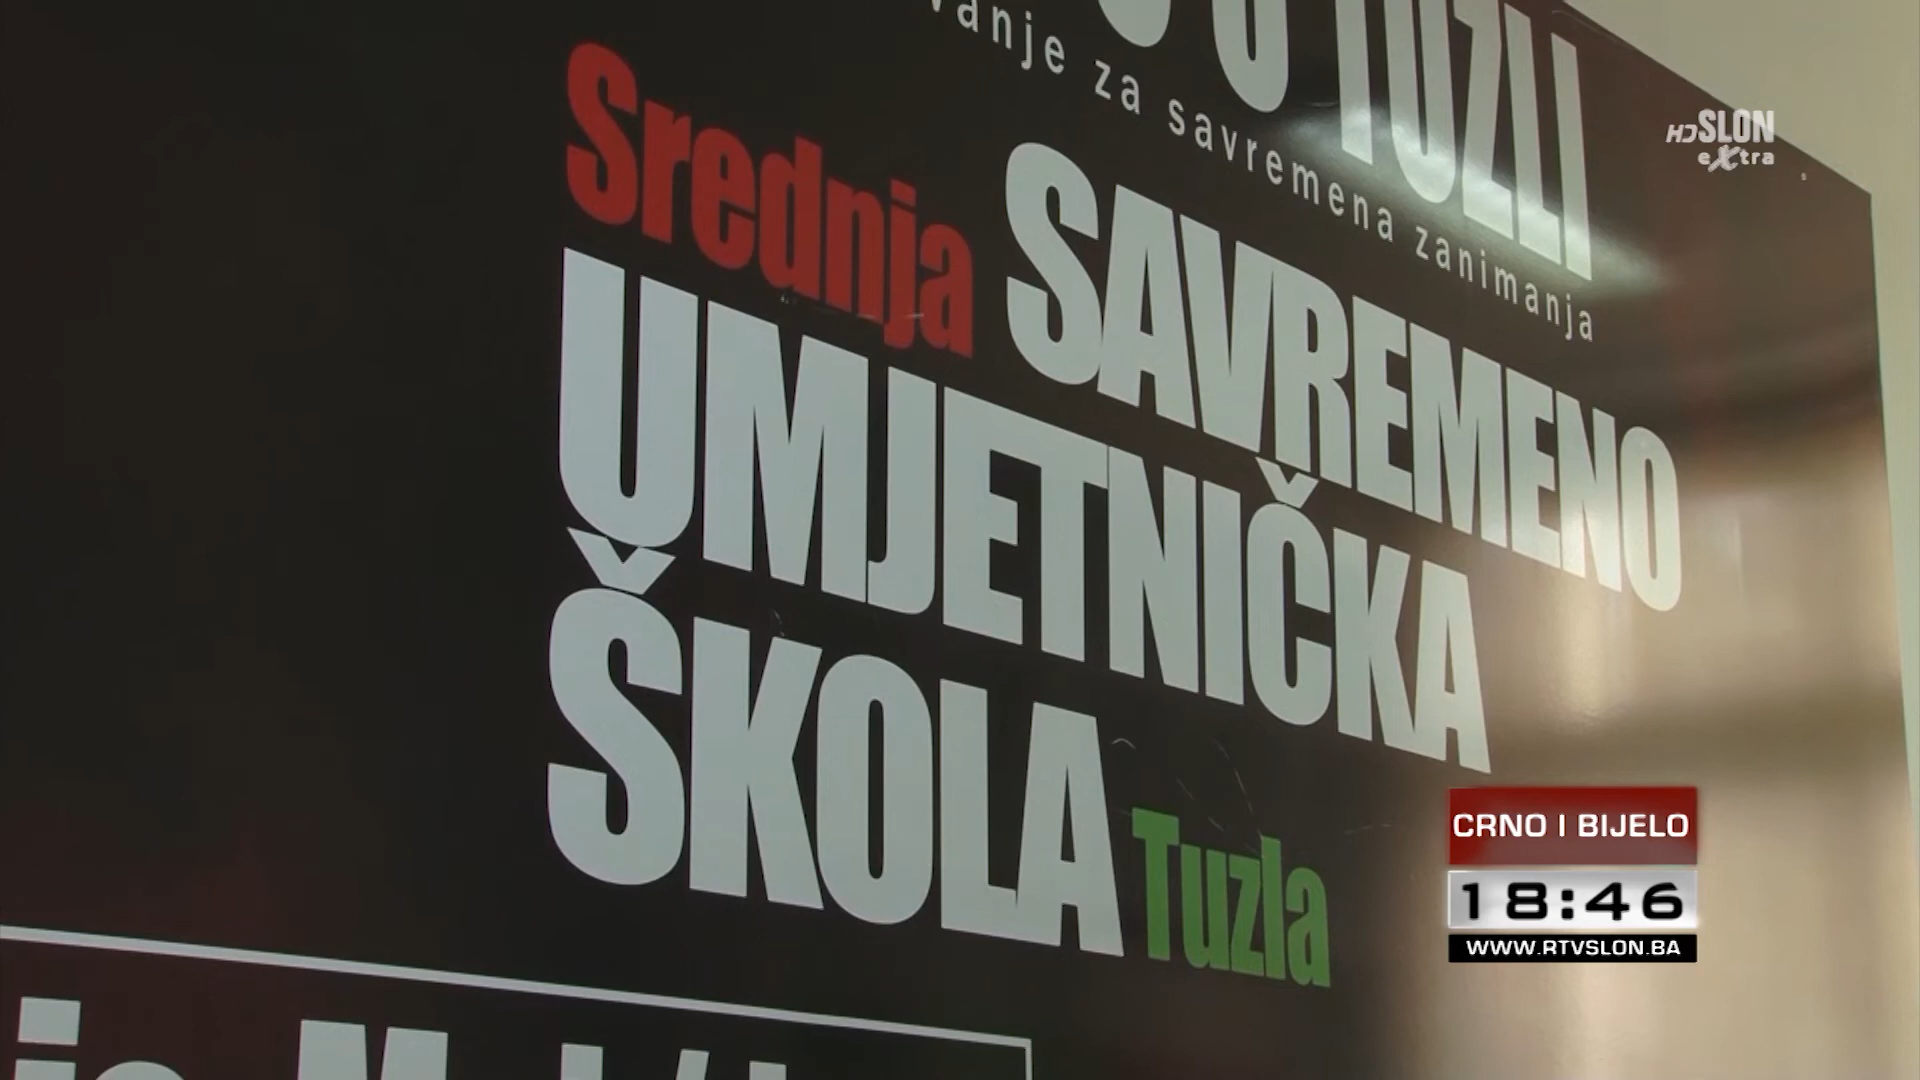 TUZLI
za savremena zanimanja
Srednja SAVREMENO
UMJETNIČKA
ŠKOLA Tuzla
HD SLON
eXtra
CRNO I BIJELO
18:46
WWW.RTVSLON.BA